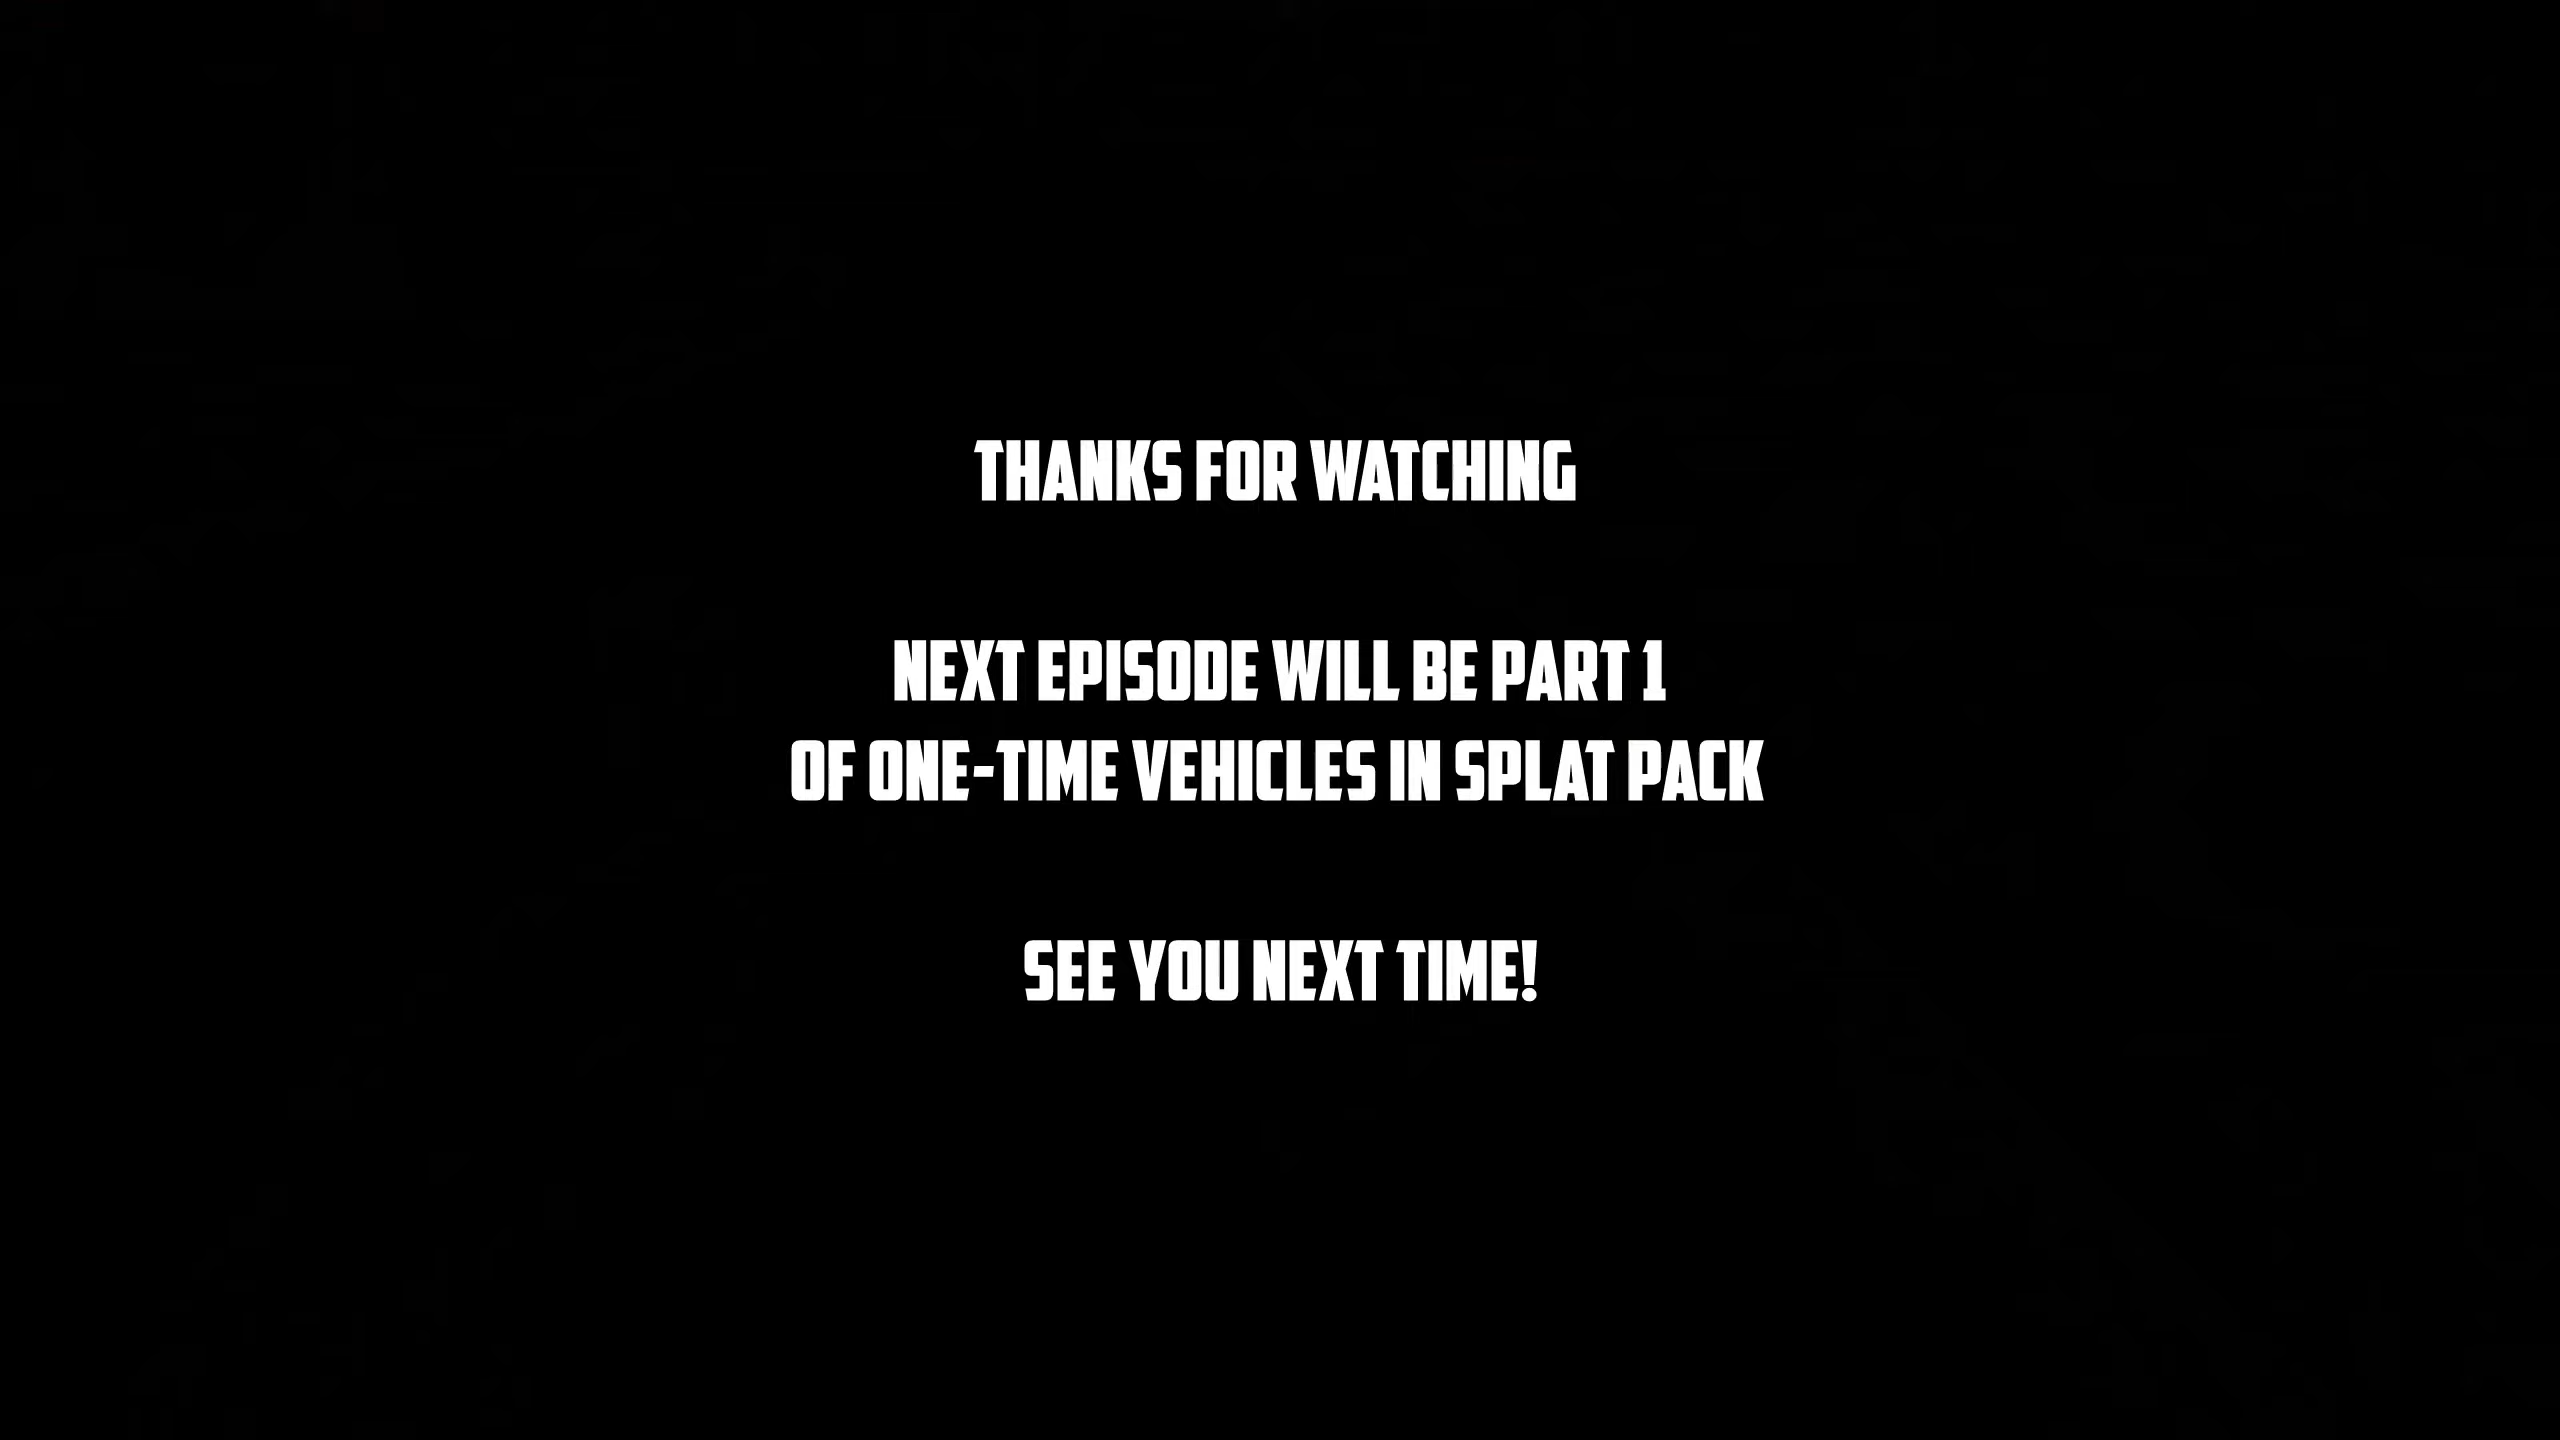 THANKS FOR WATCHING
NEXT EPISODE WILL BE PART 1
OF ONE-TIME VEHICLES IN SPLAT PACK
SEE YOU NEXT TIME!